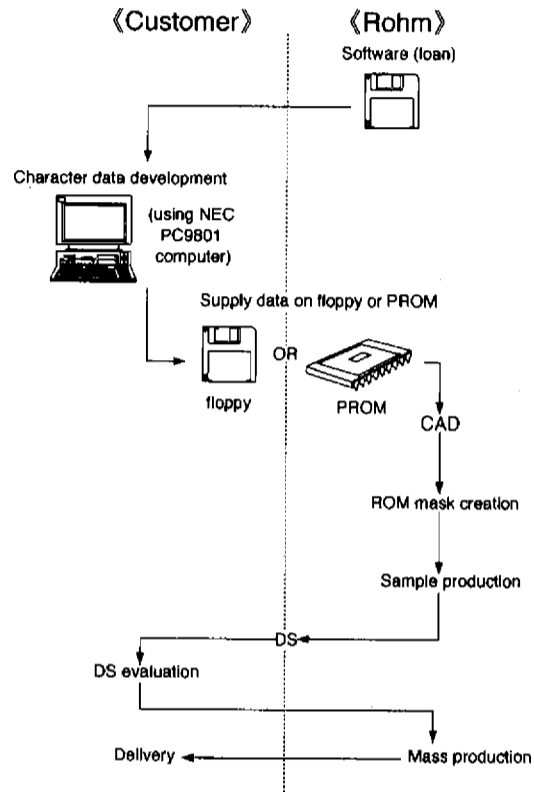 《Customer》 《Rohm》
Software (loan)
Character data development
(using NEC
PC9801
computer)
Supply data on floppy or PROM
OR
floppy
PROM
CAD
ROM mask creation
Sample production
DS
DS evaluation
Delivery
Mass production